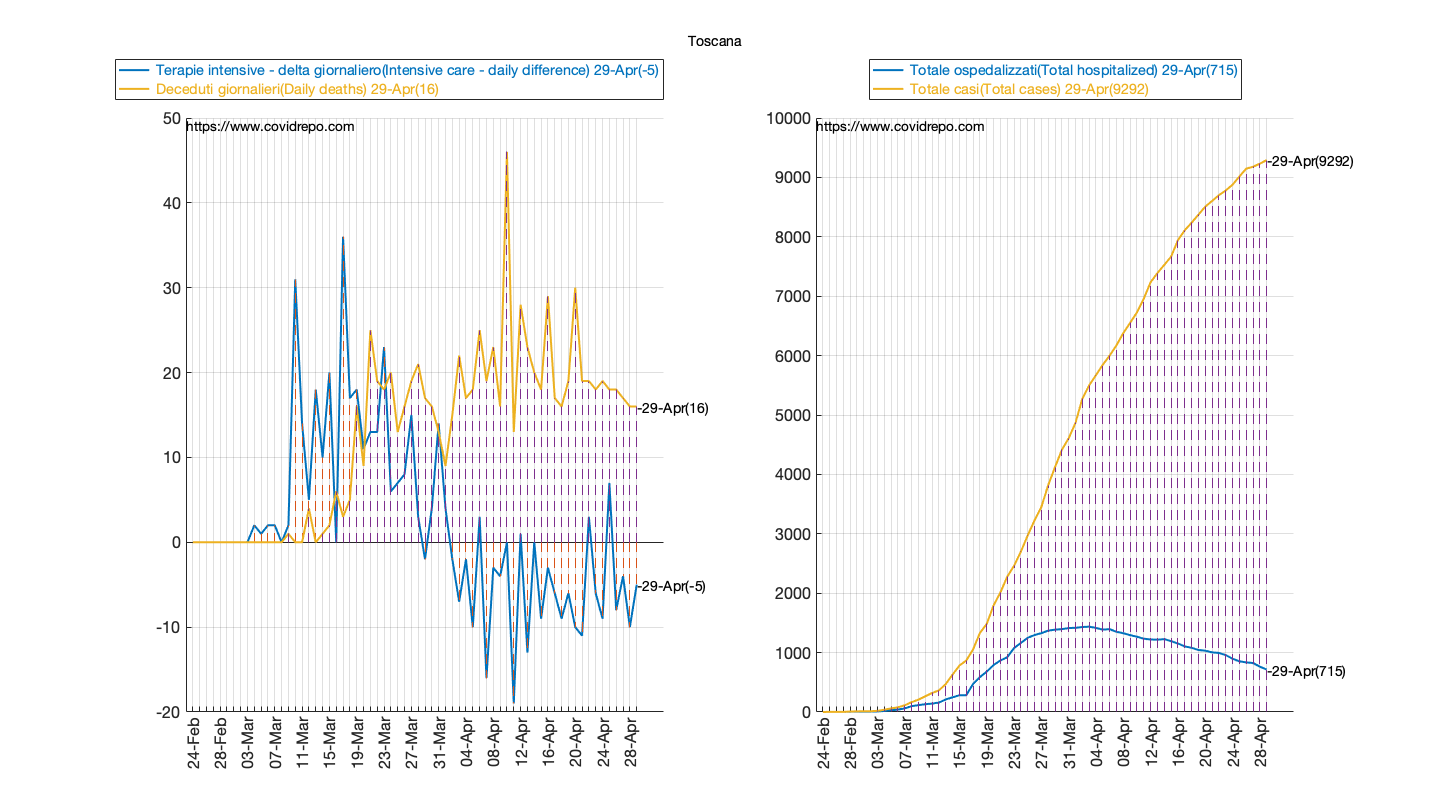 Toscana
Terapie intensive - delta giornaliero(Intensive care - daily difference) 29-Apr(-5)
Deceduti giornalieri(Daily deaths) 29-Apr(16)
50
https://www.covidrepo.com
40
30
20
10
0
-10
-20
-29-Apr(16)
-29-Apr(-5)
24-Feb
28-Feb
03-Mar
07-Mar
11-Mar
15-Mar
19-Mar
23-Mar
27-Mar
31-Mar
04-Apr
08-Apr
12-Apr
16-Apr
20-Apr
24-Apr
28-Apr
Totale ospedalizzati(Total hospitalized) 29-Apr(715)
Totale casi(Total cases) 29-Apr(9292)
10000
https://www.covidrepo.com
9000
8000
7000
6000
5000
4000
3000
2000
1000
0
-29-Apr(9292)
-29-Apr(715)
24-Feb
28-Feb
03-Mar
07-Mar
11-Mar
15-Mar
19-Mar
23-Mar
27-Mar
31-Mar
04-Apr
08-Apr
12-Apr
16-Apr
20-Apr
24-Apr
28-Apr